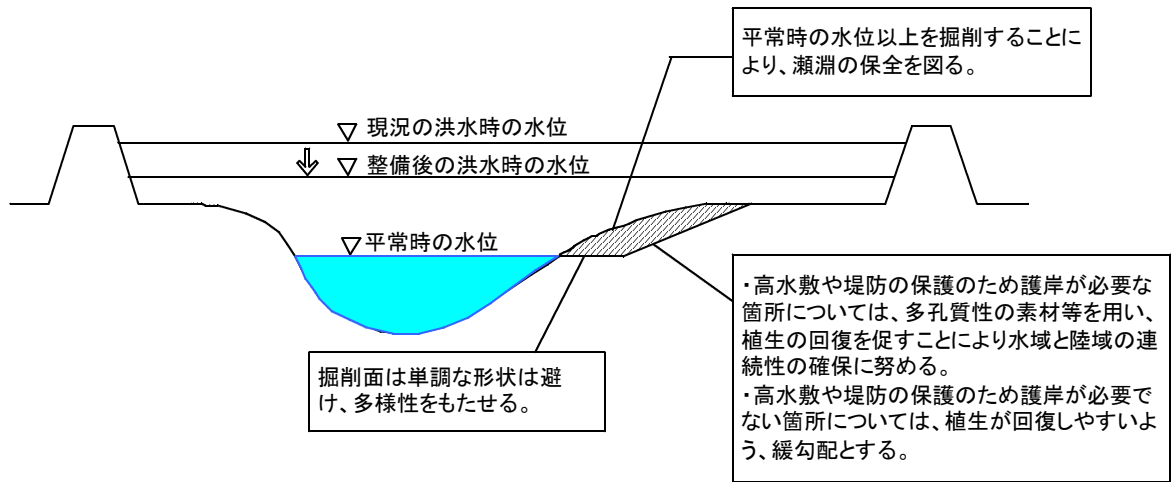 平常時の水位以上を掘削することに
より、瀬淵の保全を図る。
▽ 現況の洪水時の水位
▽ 整備後の洪水時の水位
▽平常時の水位
・高水敷や堤防の保護のため護岸が必要な
箇所については、多孔質性の素材等を用い、
植生の回復を促すことにより水域と陸域の連
続性の確保に努める。
・高水敷や堤防の保護のため護岸が必要で
ない箇所については、植生が回復しやすいよ
う、緩勾配とする。
掘削面は単調な形状は避
け、多様性をもたせる。